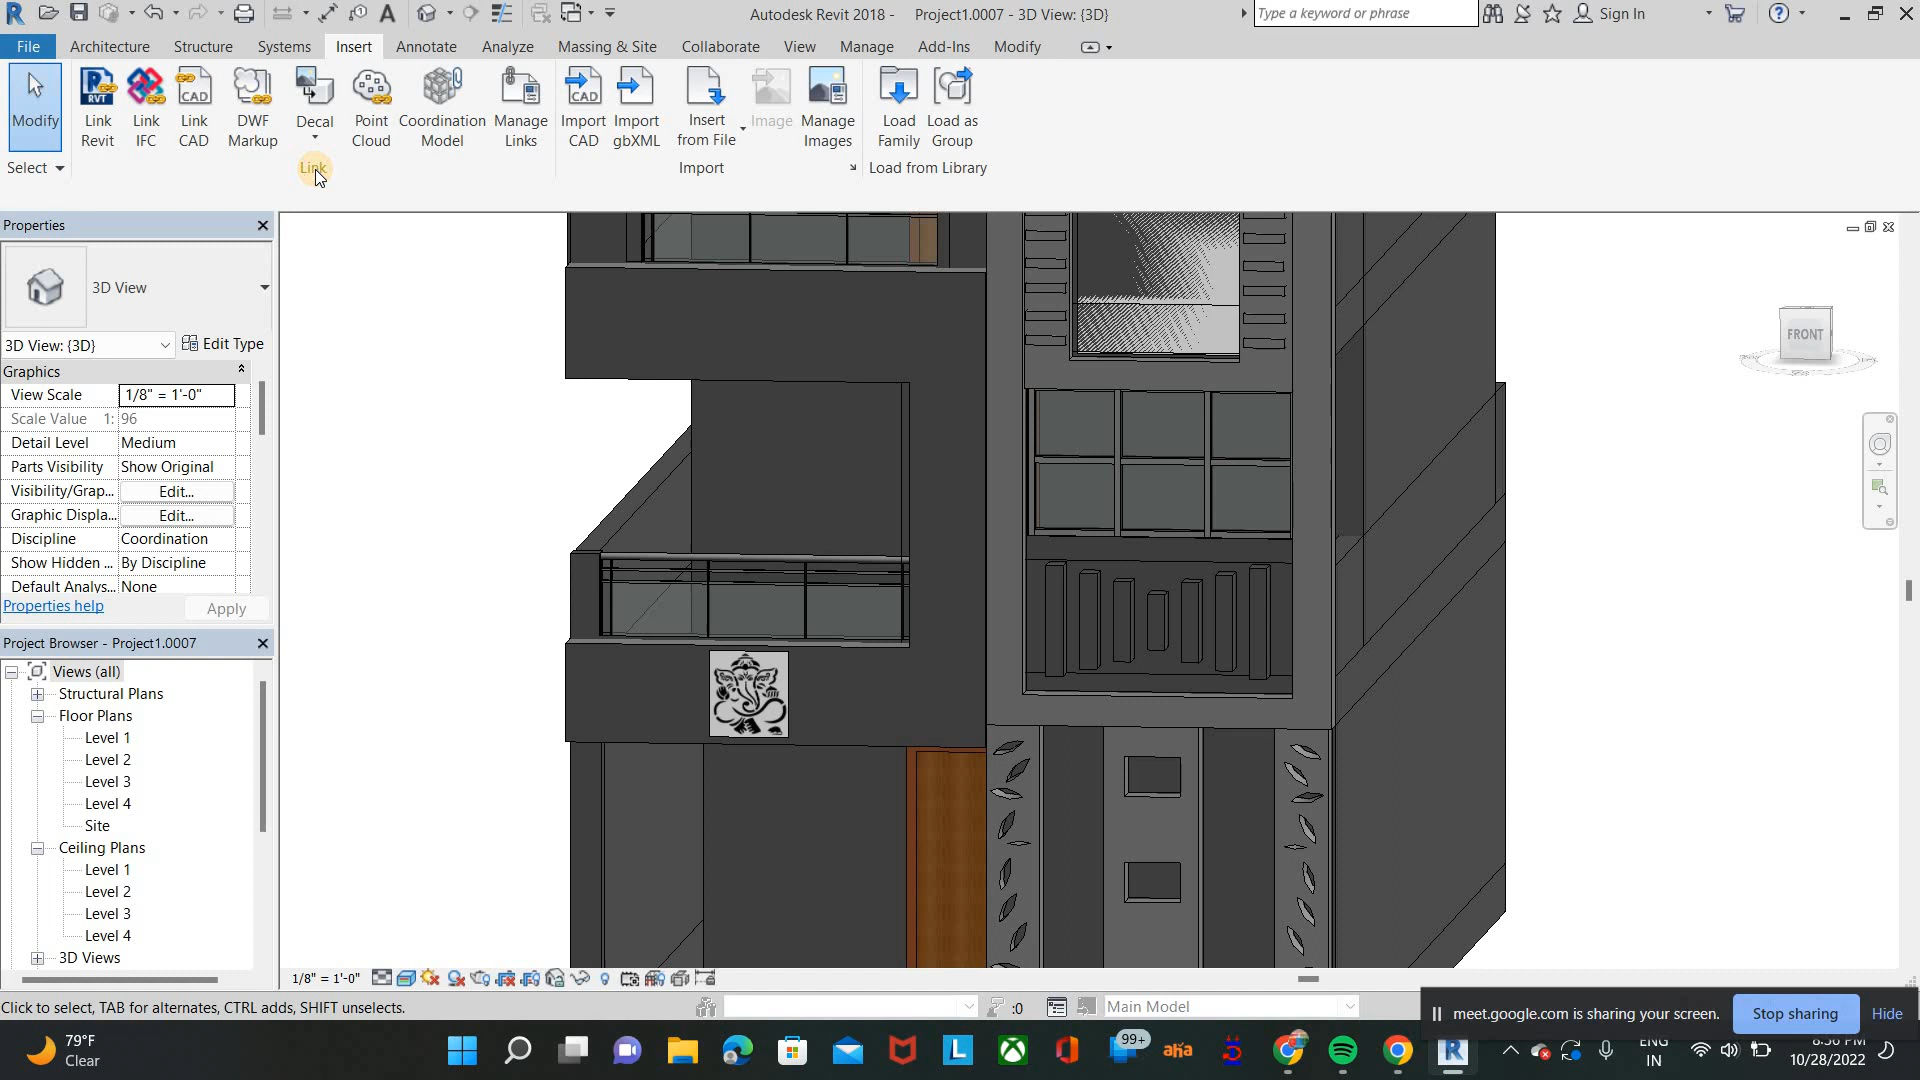 Autodesk Revit 2018 - Project1.0007 - 3D View: {3D}
Type a keyword or phrase
Sign In
File Architecture Structure Systems Insert Annotate Analyze Massing & Site Collaborate View Manage Add-Ins Modify
Modify
Link Revit
Link IFC
Link CAD
DWF Markup
Decal
Point Cloud
Coordination Model
Manage Links
Import CAD
Import gbXML
Insert from File
Image
Manage Images
Load Family
Load as Group
Select
Link
Import
Load from Library
Properties
3D View
3D View: {3D}
Edit Type
Graphics
View Scale 1/8" = 1'-0"
Scale Value 1: 96
Detail Level Medium
Parts Visibility Show Original
Visibility/Grap... Edit...
Graphic Displa... Edit...
Discipline Coordination
Show Hidden ... By Discipline
Default Analys... None
Properties help
Apply
Project Browser - Project1.0007
Views (all)
Structural Plans
Floor Plans
Level 1
Level 2
Level 3
Level 4
Site
Ceiling Plans
Level 1
Level 2
Level 3
Level 4
3D Views
FRONT
1/8" = 1'-0"
Click to select, TAB for alternates, CTRL adds, SHIFT unselects.
:0
Main Model
meet.google.com is sharing your screen.
Stop sharing
Hide
79°F
Clear
99+
aha
ENG
IN
8:36 PM
10/28/2022